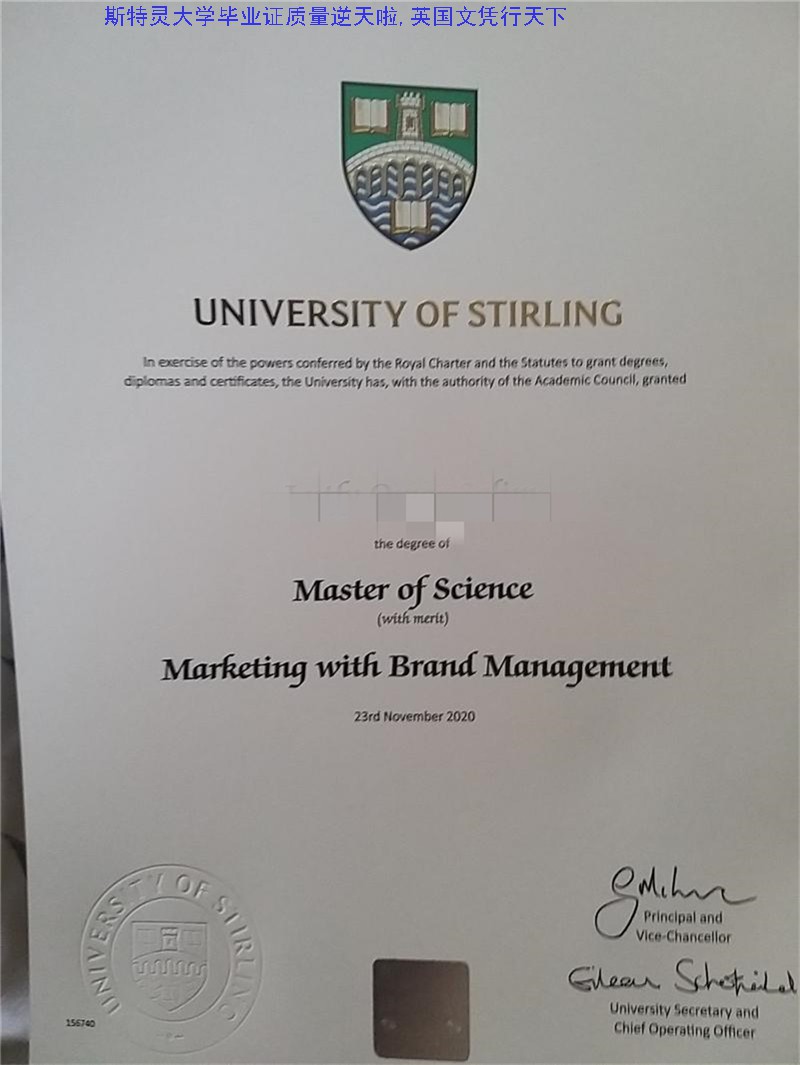 斯特灵大学毕业证质量逆天啦, 英国文凭行天下
UNIVERSITY OF STIRLING
In exercise of the powers conferred by the Royal Charter and the Statutes to grant degrees,
diplomas and certificates, the University has, with the authority of the Academic Council, granted
the degree of
Master of Science
(with merit)
Marketing with Brand Management
23rd November 2020
UNIVERSITY OF STIRLING
Principal and
Vice-Chancellor
University Secretary and
Chief Operating Officer
156740